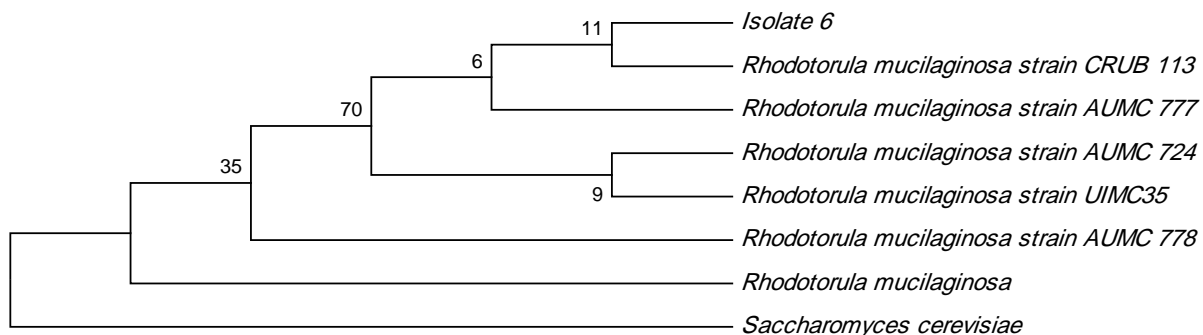 Isolate 6
11
Rhodotorula mucilaginosa strain CRUB 113
6
Rhodotorula mucilaginosa strain AUMC 777
70
Rhodotorula mucilaginosa strain AUMC 724
35
9
Rhodotorula mucilaginosa strain UIMC35
Rhodotorula mucilaginosa strain AUMC 778
Rhodotorula mucilaginosa
Saccharomyces cerevisiae